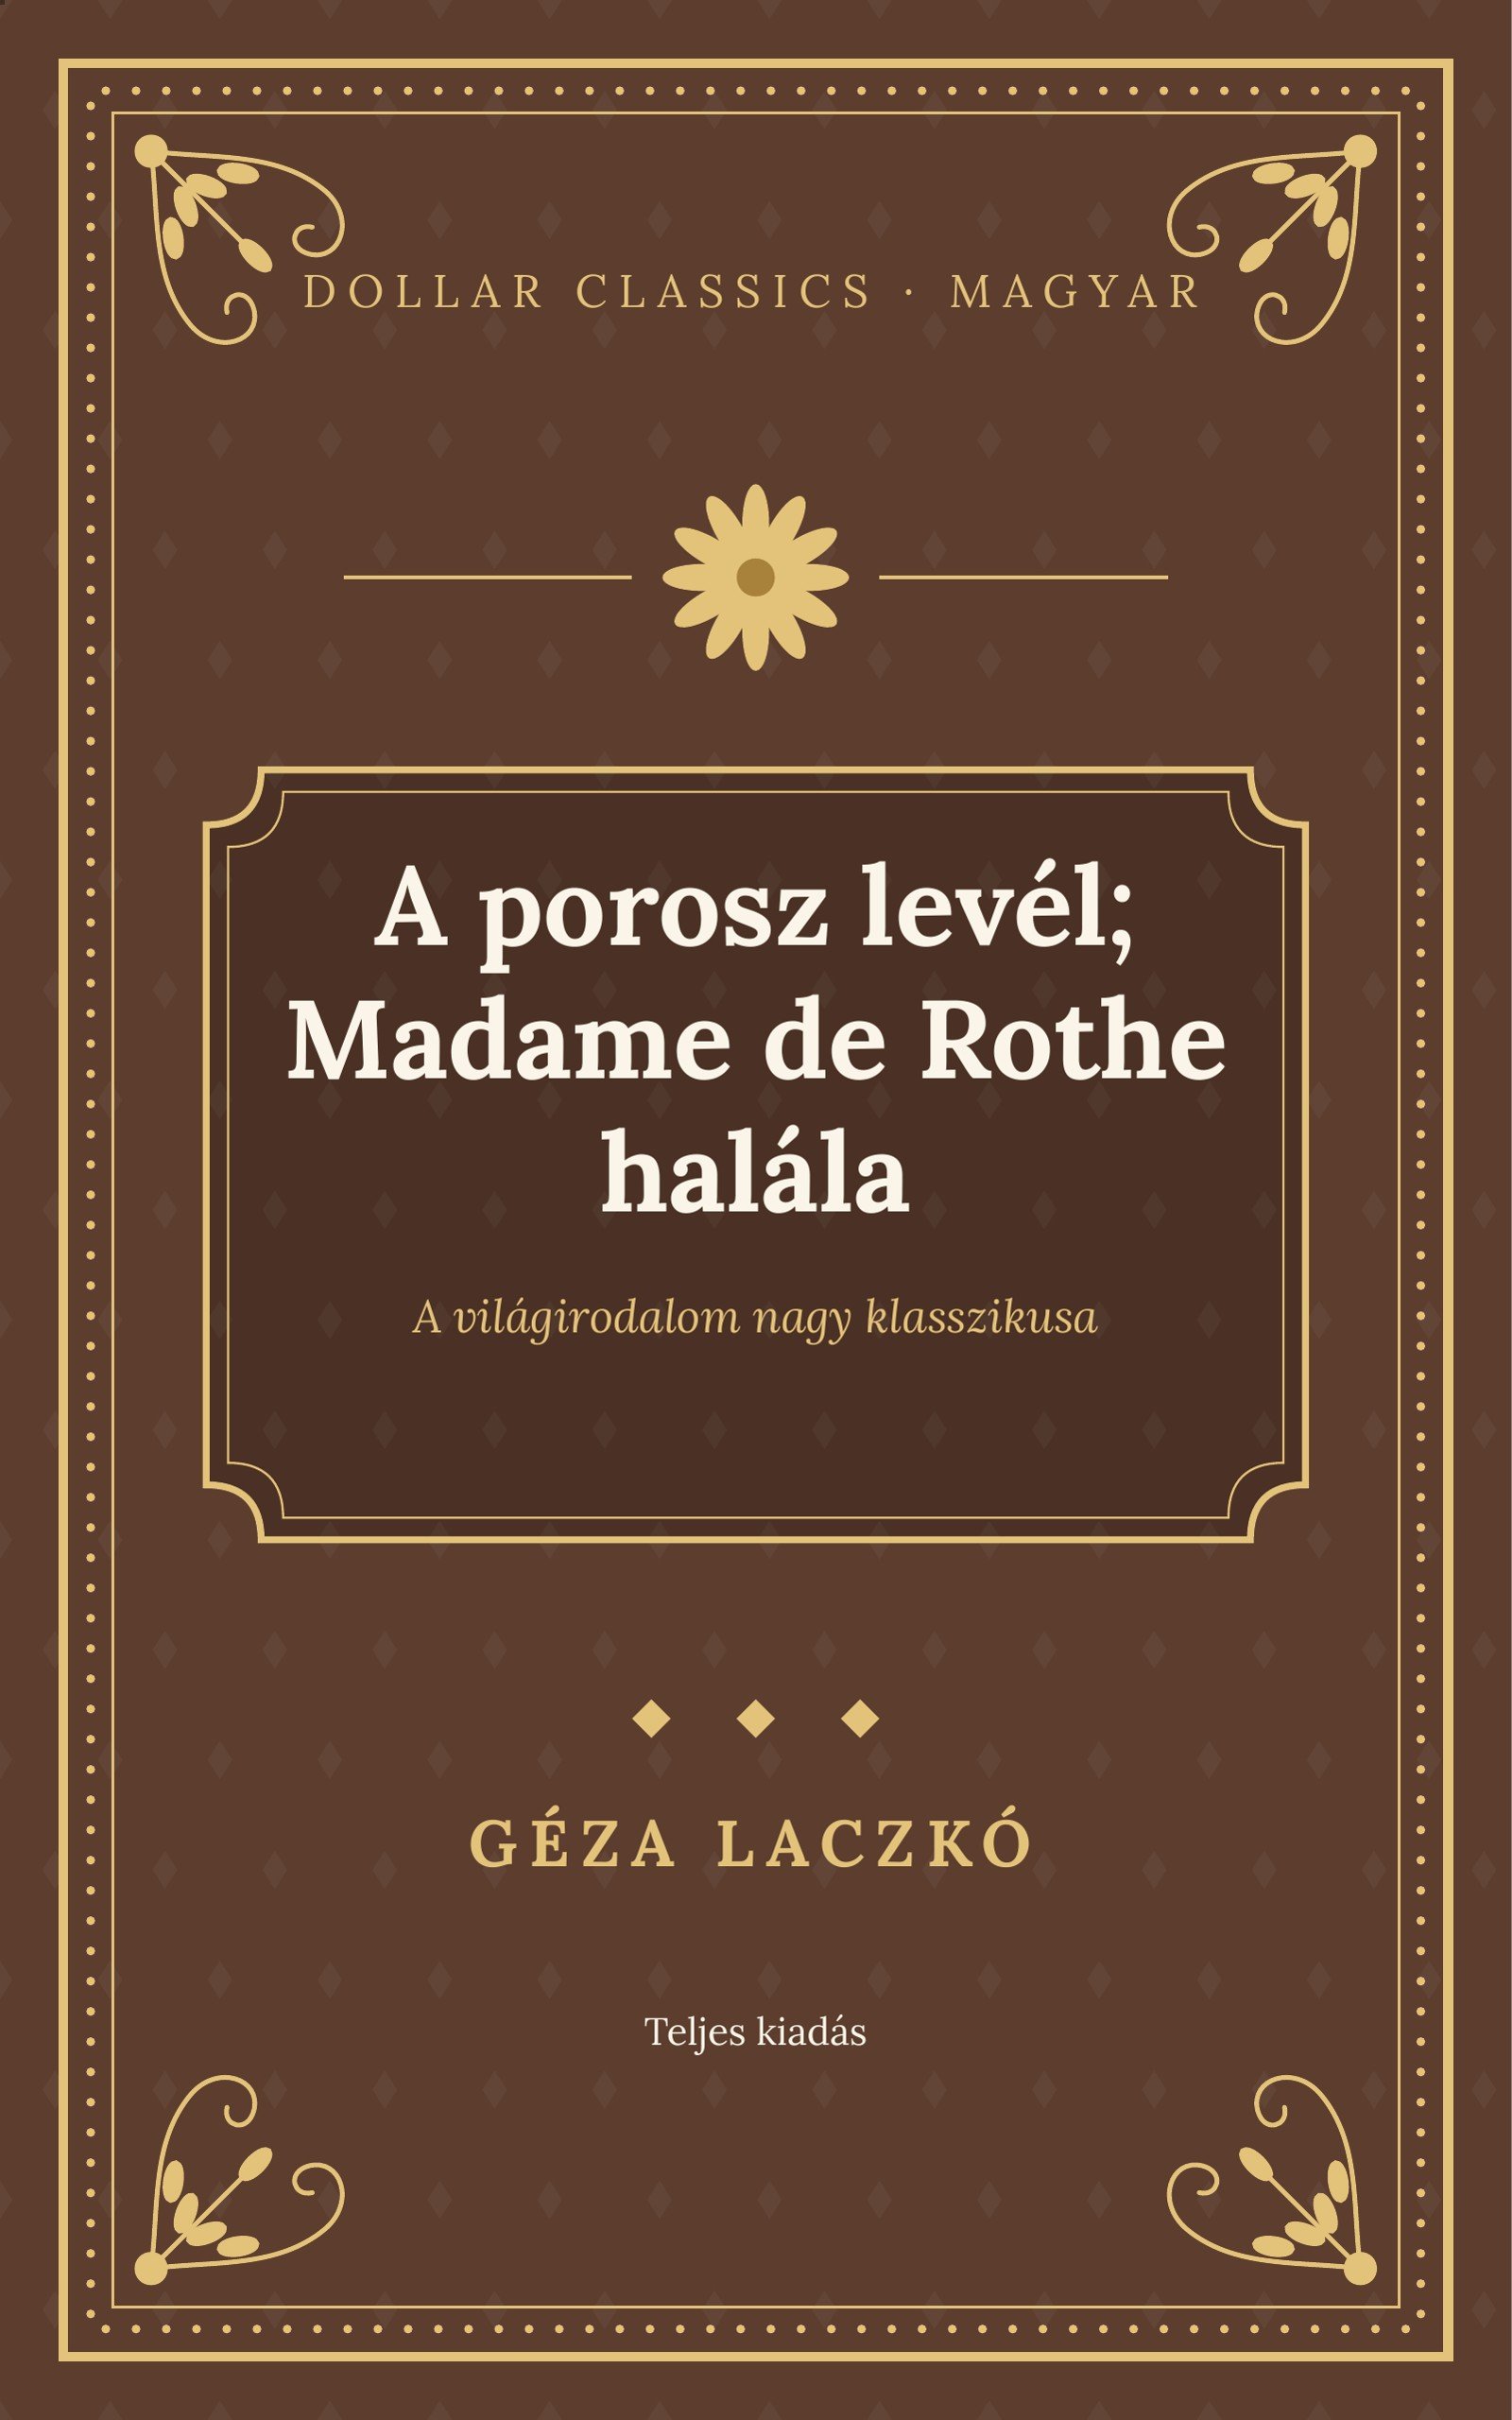 DOLLAR CLASSICS · MAGYAR
A porosz levél;
Madame de Rothe
halála
A világirodalom nagy klasszikusa
GÉZA LACZKÓ
Teljes kiadás